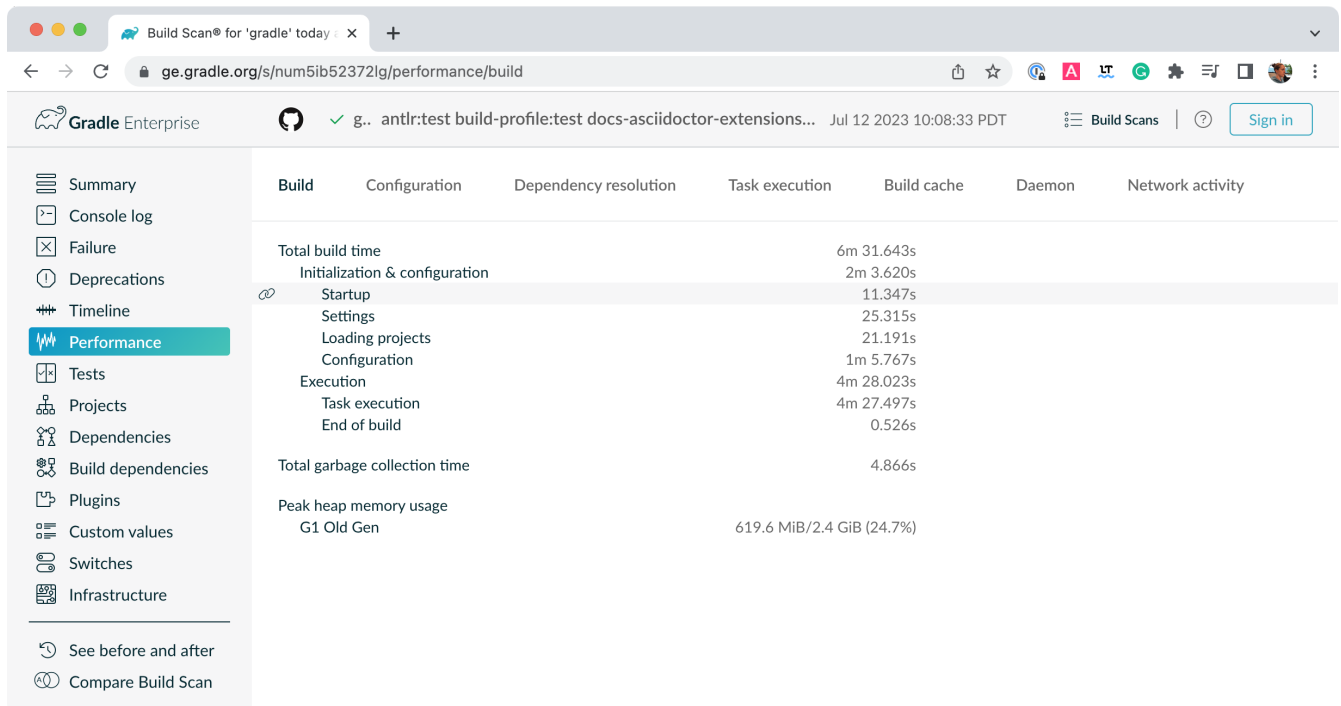 Build Scan® for 'gradle' today
ge.gradle.org/s/num5ib52372lg/performance/build
Gradle Enterprise
g.. antlr:test build-profile:test docs-asciidoctor-extensions... Jul 12 2023 10:08:33 PDT
Build Scans
Sign in
Summary
Console log
Failure
Deprecations
Timeline
Performance
Tests
Projects
Dependencies
Build dependencies
Plugins
Custom values
Switches
Infrastructure
See before and after
Compare Build Scan
Build Configuration Dependency resolution Task execution Build cache Daemon Network activity
Total build time 6m 31.643s
Initialization & configuration 2m 3.620s
Startup 11.347s
Settings 25.315s
Loading projects 21.191s
Configuration 1m 5.767s
Execution 4m 28.023s
Task execution 4m 27.497s
End of build 0.526s
Total garbage collection time 4.866s
Peak heap memory usage
G1 Old Gen 619.6 MiB/2.4 GiB (24.7%)